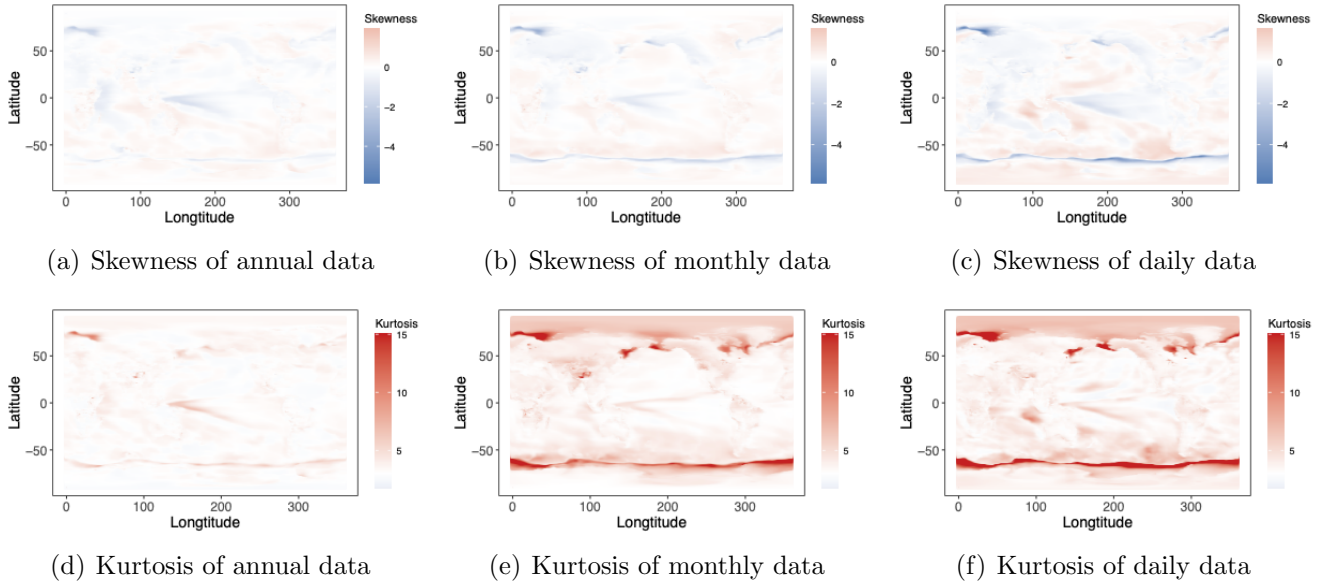 Skewness
0
−2
−4
50
0
−50
Latitude
0
100
200
300
Longtitude
(a) Skewness of annual data
Skewness
0
−2
−4
50
0
−50
Latitude
0
100
200
300
Longtitude
(b) Skewness of monthly data
Skewness
0
−2
−4
50
0
−50
Latitude
0
100
200
300
Longtitude
(c) Skewness of daily data
Kurtosis
15
10
5
50
0
−50
Latitude
0
100
200
300
Longtitude
(d) Kurtosis of annual data
Kurtosis
15
10
5
50
0
−50
Latitude
0
100
200
300
Longtitude
(e) Kurtosis of monthly data
Kurtosis
15
10
5
50
0
−50
Latitude
0
100
200
300
Longtitude
(f) Kurtosis of daily data